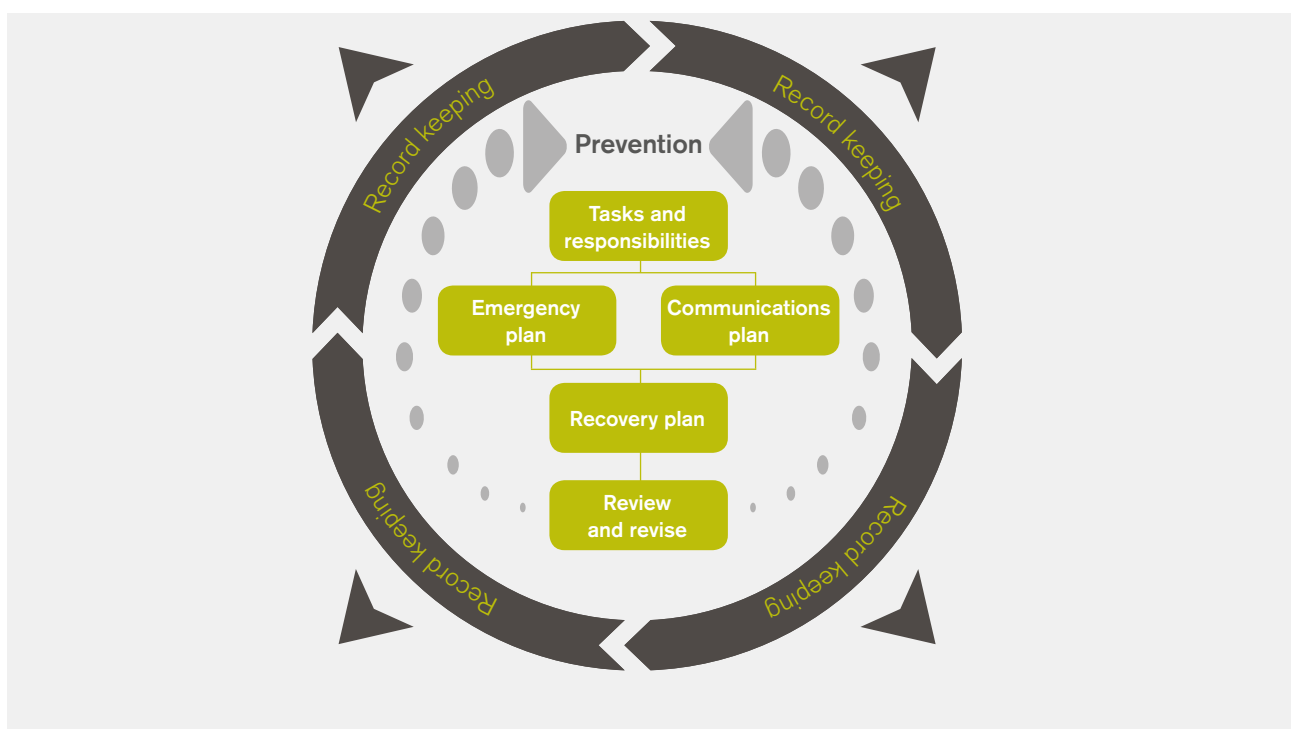 Record keeping
Record keeping
Prevention
Tasks and
responsibilities
Emergency
plan
Communications
plan
Recovery plan
Review
and revise
Record keeping
Record keeping